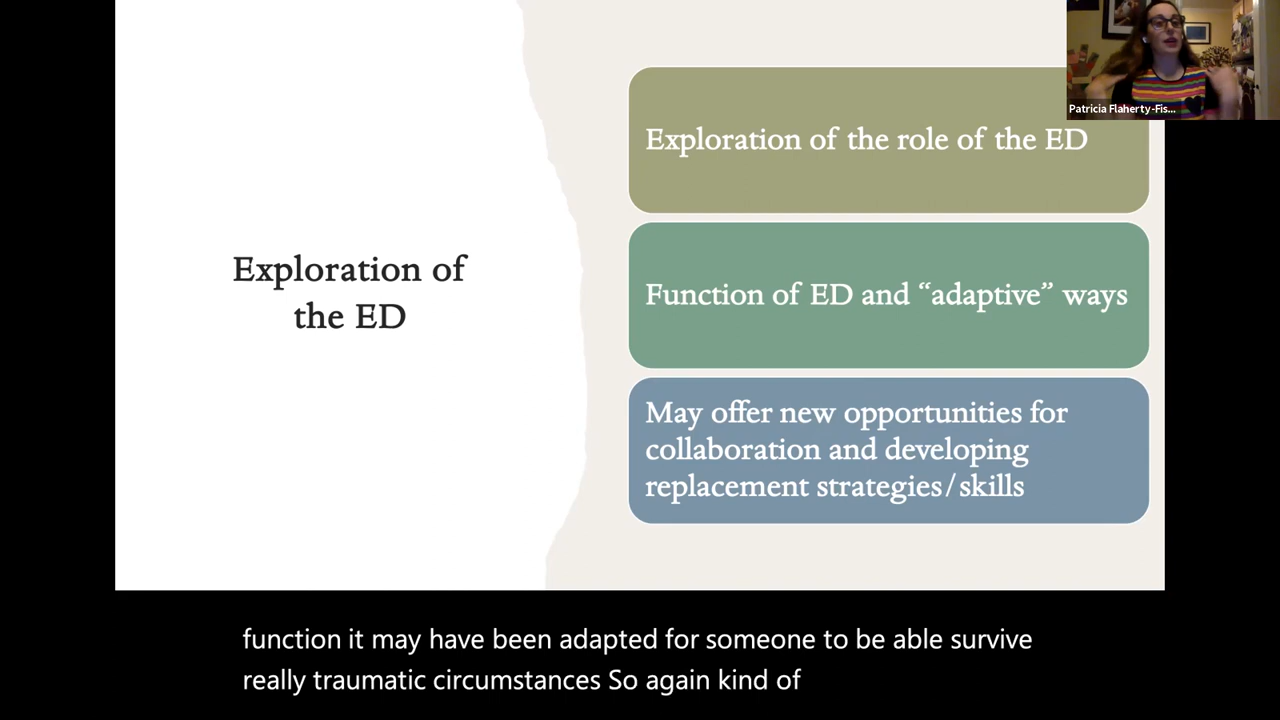 Exploration of
the ED
Exploration of the role of the ED
Function of ED and “adaptive” ways
May offer new opportunities for
collaboration and developing
replacement strategies/skills
Patricia Flaherty-Fis...
function it may have been adapted for someone to be able survive
really traumatic circumstances So again kind of